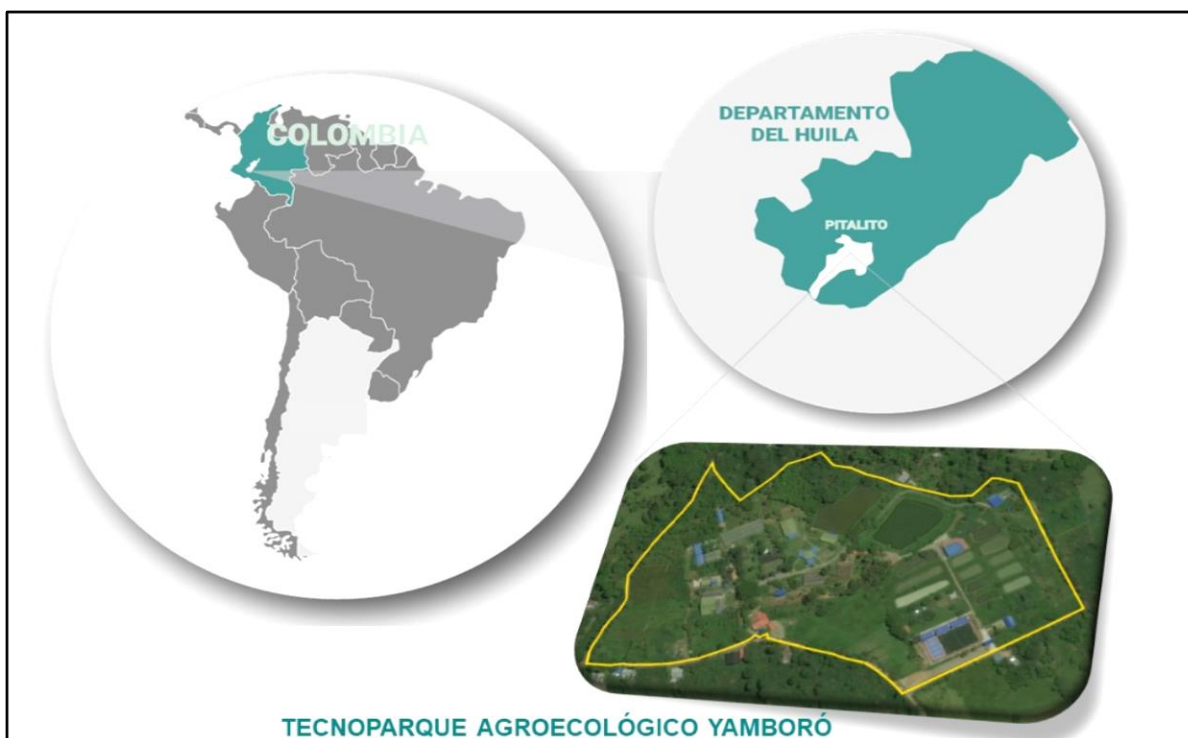 COLOMBIA
DEPARTAMENTO
DEL HUILA
PITALITO
TECNOPARQUE AGROECOLÓGICO YAMBORÓ